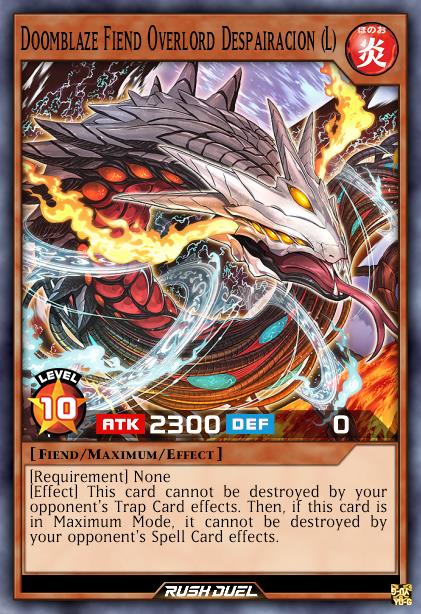 Doomblaze Fiend Overlord Despairacion (L)
ほのお
炎
LEVEL
10
ATK 2300 DEF 0
[Fiend/Maximum/Effect]
[Requirement] None
[Effect] This card cannot be destroyed by your
opponent's Trap Card effects. Then, if this card is
in Maximum Mode, it cannot be destroyed by
your opponent's Spell Card effects.
RUSH DUEL